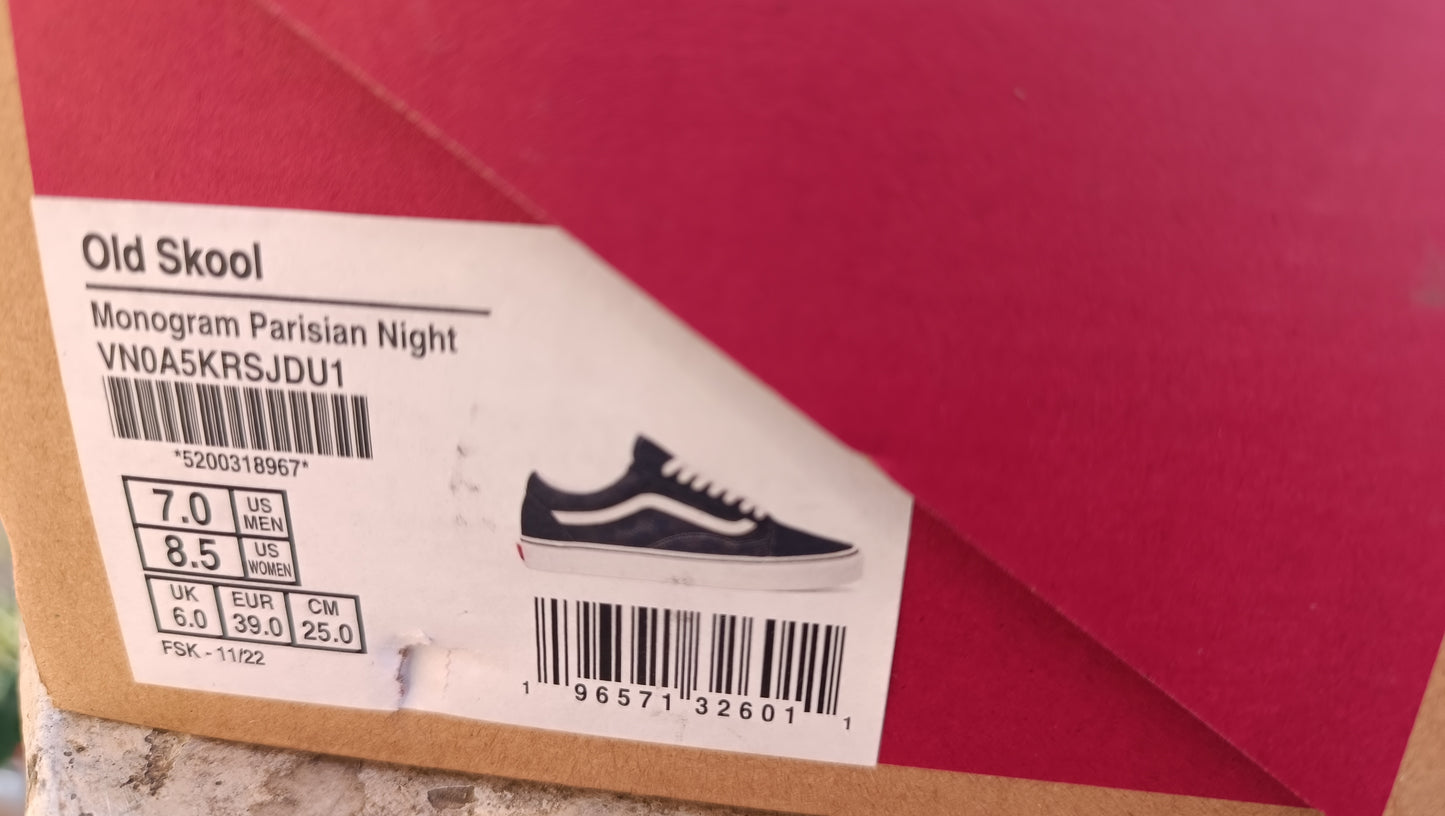 Old Skool
Monogram Parisian Night
VN0A5KRSJDU1
*5200318967*
7.0 US MEN
8.5 US WOMEN
UK EUR CM
6.0 39.0 25.0
FSK - 11/22
1 96571 32601 1